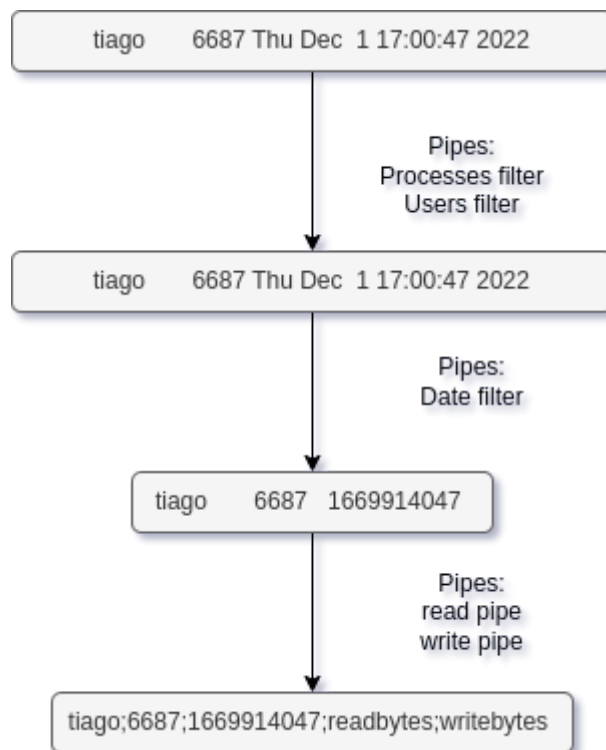 tiago 6687 Thu Dec 1 17:00:47 2022
Pipes:
Processes filter
Users filter
tiago 6687 Thu Dec 1 17:00:47 2022
Pipes:
Date filter
tiago 6687 1669914047
Pipes:
read pipe
write pipe
tiago;6687;1669914047;readbytes;writebytes